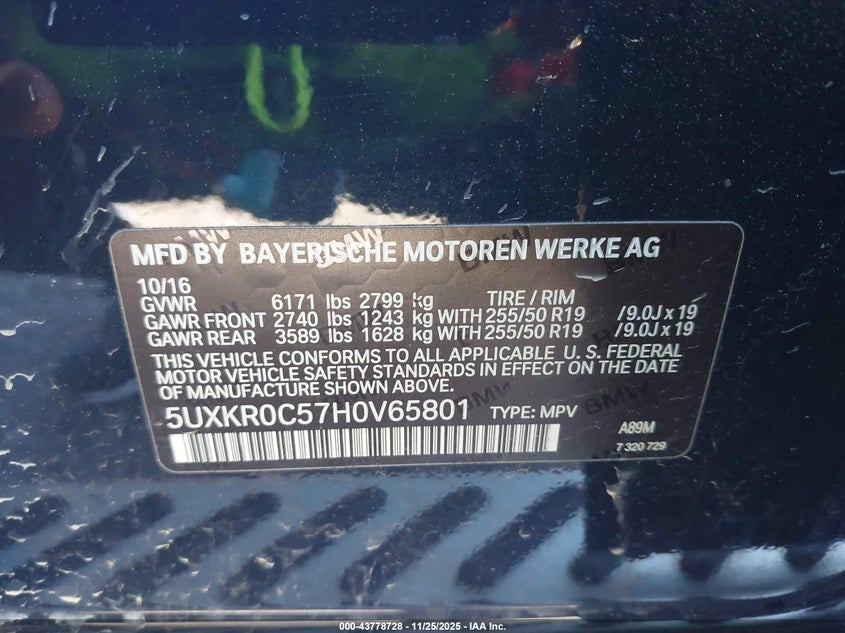 MFD BY BAYERISCHE MOTOREN WERKE AG
10/16
GVWR 6171 lbs 2799 kg TIRE / RIM
GAWR FRONT 2740 lbs 1243 kg WITH 255/50 R19 /9.0J x 19
GAWR REAR 3589 lbs 1628 kg WITH 255/50 R19 /9.0J x 19
THIS VEHICLE CONFORMS TO ALL APPLICABLE U. S. FEDERAL
MOTOR VEHICLE SAFETY STANDARDS IN EFFECT ON THE DATE
OF MANUFACTURE SHOWN ABOVE.
5UXKR0C57H0V65801 TYPE: MPV
A89M
7 320 729
000-43778728 - 11/25/2025 - IAA Inc.